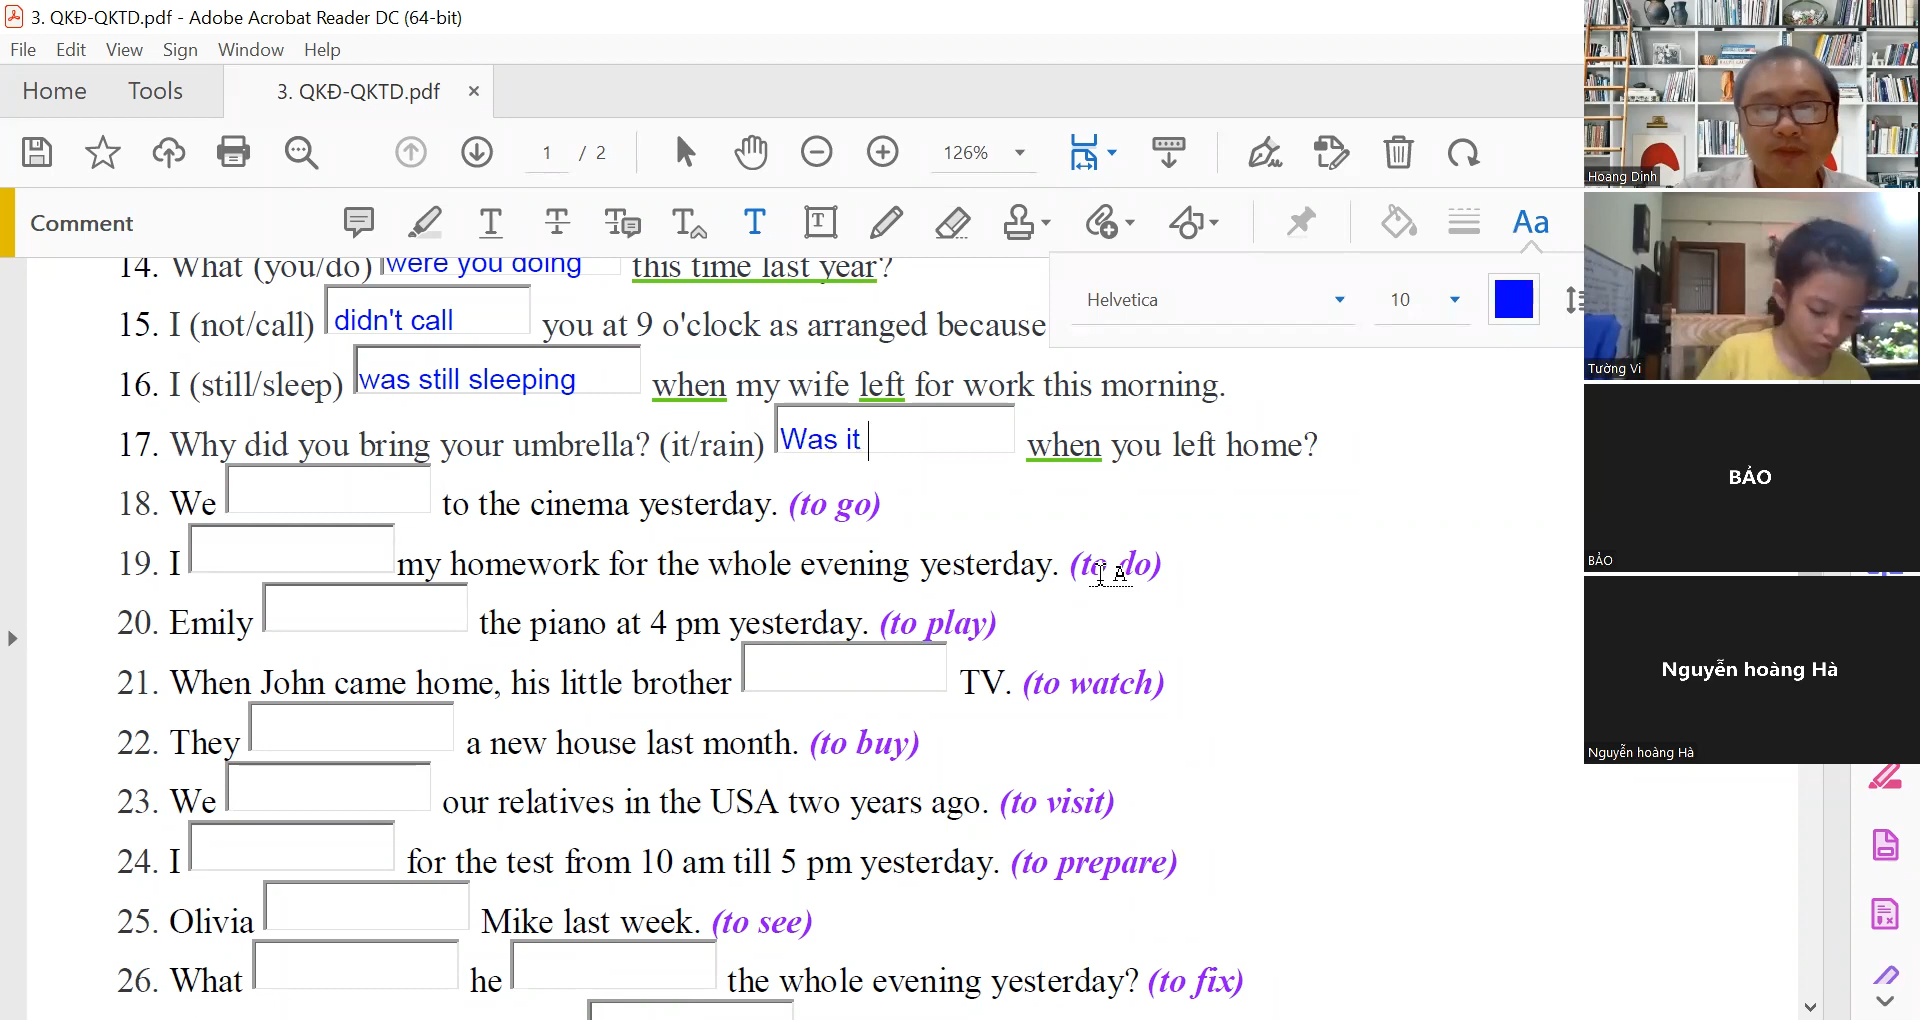 3. QKĐ-QKTD.pdf - Adobe Acrobat Reader DC (64-bit)
File Edit View Sign Window Help
Home Tools 3. QKĐ-QKTD.pdf ×
1 / 2 126%
Comment
Aa
Helvetica 10
14. What (you/do) were you doing this time last year?
15. I (not/call) didn't call you at 9 o'clock as arranged because
16. I (still/sleep) was still sleeping when my wife left for work this morning.
17. Why did you bring your umbrella? (it/rain) Was it when you left home?
18. We to the cinema yesterday. (to go)
19. I my homework for the whole evening yesterday. (to do)
20. Emily the piano at 4 pm yesterday. (to play)
21. When John came home, his little brother TV. (to watch)
22. They a new house last month. (to buy)
23. We our relatives in the USA two years ago. (to visit)
24. I for the test from 10 am till 5 pm yesterday. (to prepare)
25. Olivia Mike last week. (to see)
26. What he the whole evening yesterday? (to fix)
Hoang Dinh
Tường Vi
BẢO
BẢO
Nguyễn hoàng Hà
Nguyễn hoàng Hà